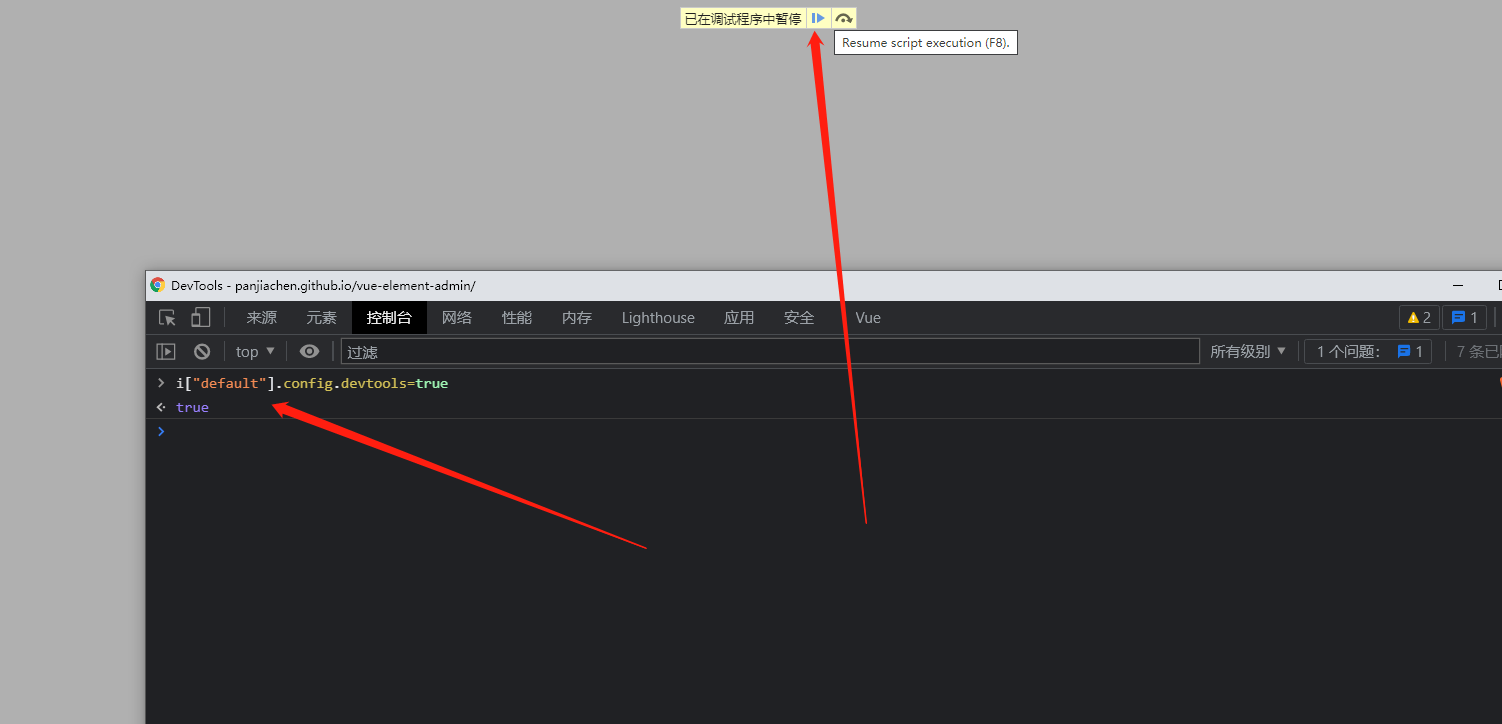 已在调试程序中暂停
Resume script execution (F8).
DevTools - panjiachen.github.io/vue-element-admin/
来源 元素 控制台 网络 性能 内存 Lighthouse 应用 安全 Vue 2 1
top 过滤 所有级别 1 个问题: 1 7 条已
i["default"].config.devtools=true
true